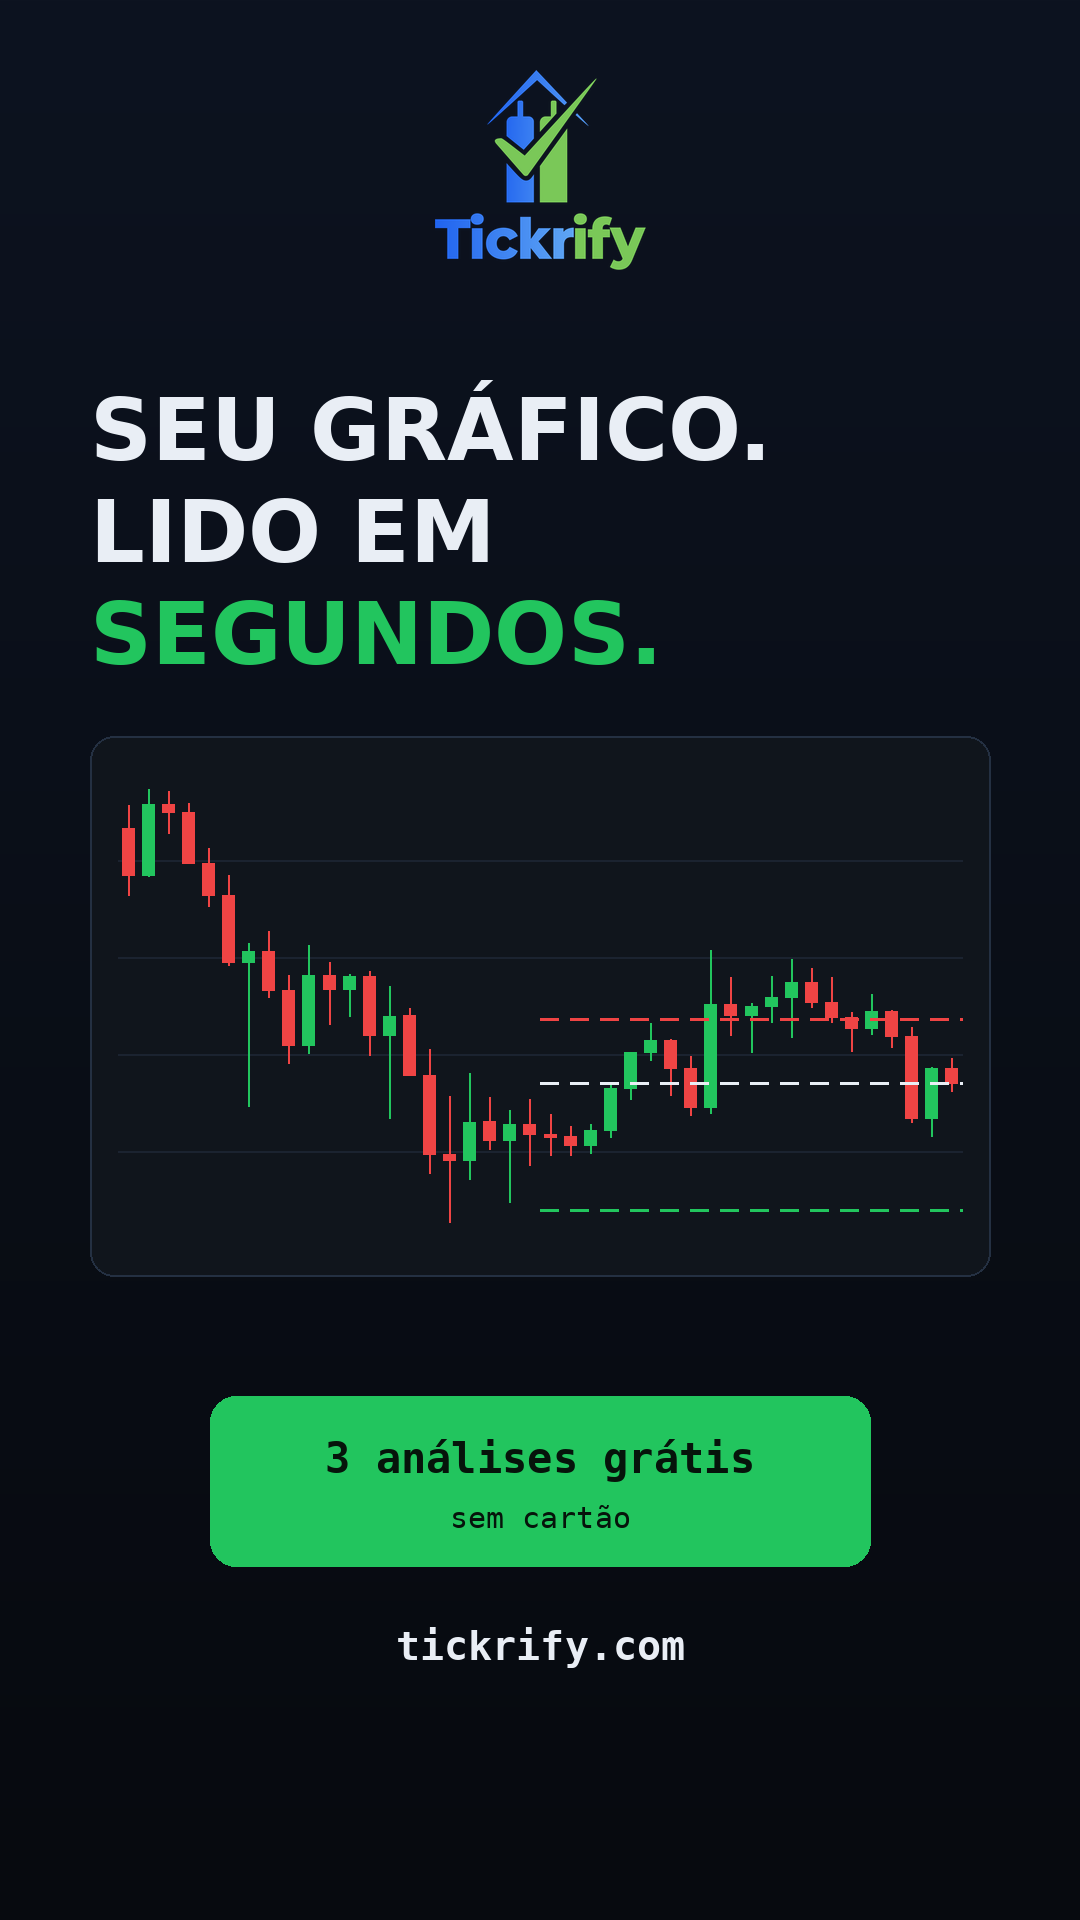 Tickrify
SEU GRÁFICO.
LIDO EM
SEGUNDOS.
3 análises grátis
sem cartão
tickrify.com